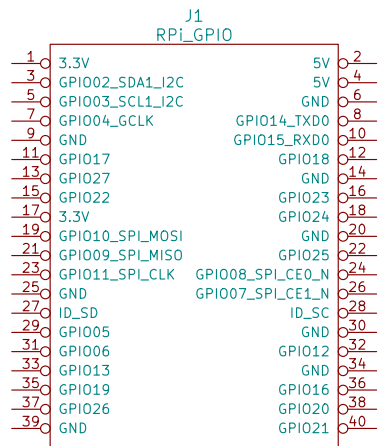 J1
RPi_GPIO
1 3.3V 5V 2
3 GPIO02_SDA1_I2C 5V 4
5 GPIO03_SCL1_I2C GND 6
7 GPIO04_GCLK GPIO14_TXD0 8
9 GND GPIO15_RXD0 10
11 GPIO17 GPIO18 12
13 GPIO27 GND 14
15 GPIO22 GPIO23 16
17 3.3V GPIO24 18
19 GPIO10_SPI_MOSI GND 20
21 GPIO09_SPI_MISO GPIO25 22
23 GPIO11_SPI_CLK GPIO08_SPI_CE0_N 24
25 GND GPIO07_SPI_CE1_N 26
27 ID_SD ID_SC 28
29 GPIO05 GND 30
31 GPIO06 GPIO12 32
33 GPIO13 GND 34
35 GPIO19 GPIO16 36
37 GPIO26 GPIO20 38
39 GND GPIO21 40